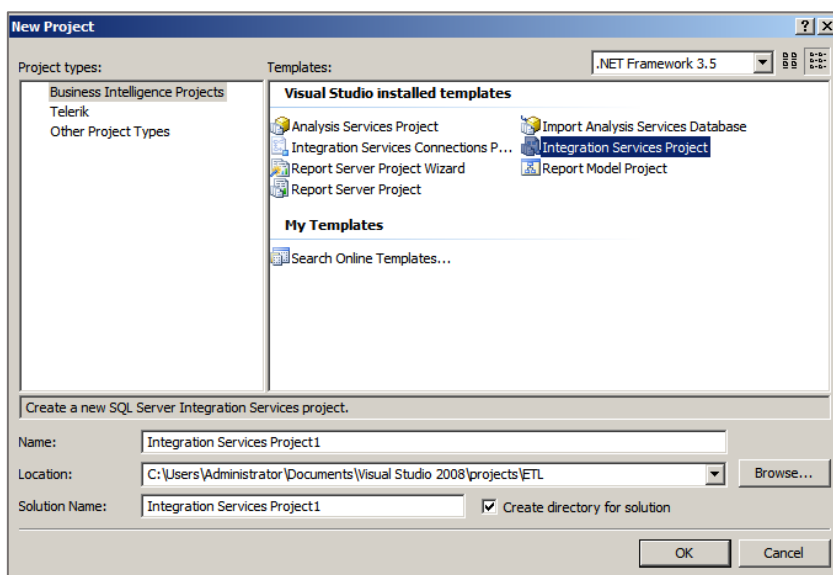 New Project
Project types:
Templates:
.NET Framework 3.5
Business Intelligence Projects
Telerik
Other Project Types
Visual Studio installed templates
Analysis Services Project
Import Analysis Services Database
Integration Services Connections P...
Integration Services Project
Report Server Project Wizard
Report Model Project
Report Server Project
My Templates
Search Online Templates...
Create a new SQL Server Integration Services project.
Name:
Integration Services Project1
Location:
C:\Users\Administrator\Documents\Visual Studio 2008\projects\ETL
Browse...
Solution Name:
Integration Services Project1
Create directory for solution
OK
Cancel